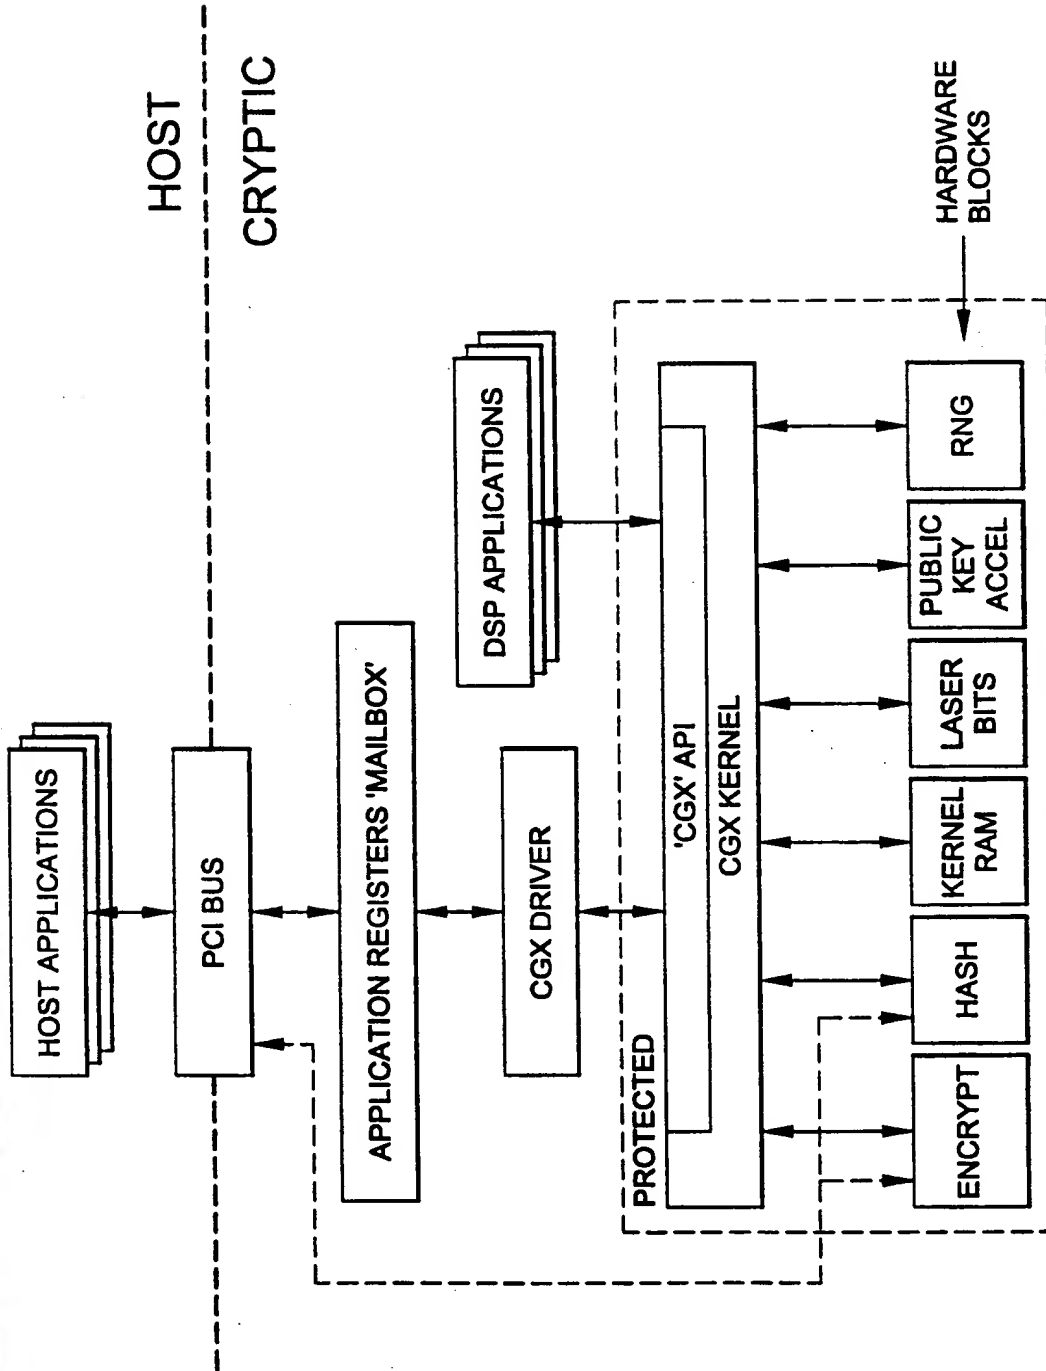 HOST
CRYPTIC
HOST APPLICATIONS
PCI BUS
APPLICATION REGISTERS 'MAILBOX'
CGX DRIVER
DSP APPLICATIONS
PROTECTED
'CGX' API
CGX KERNEL
ENCRYPT
HASH
KERNEL
RAM
LASER
BITS
PUBLIC
KEY
ACCEL
RNG
HARDWARE
BLOCKS